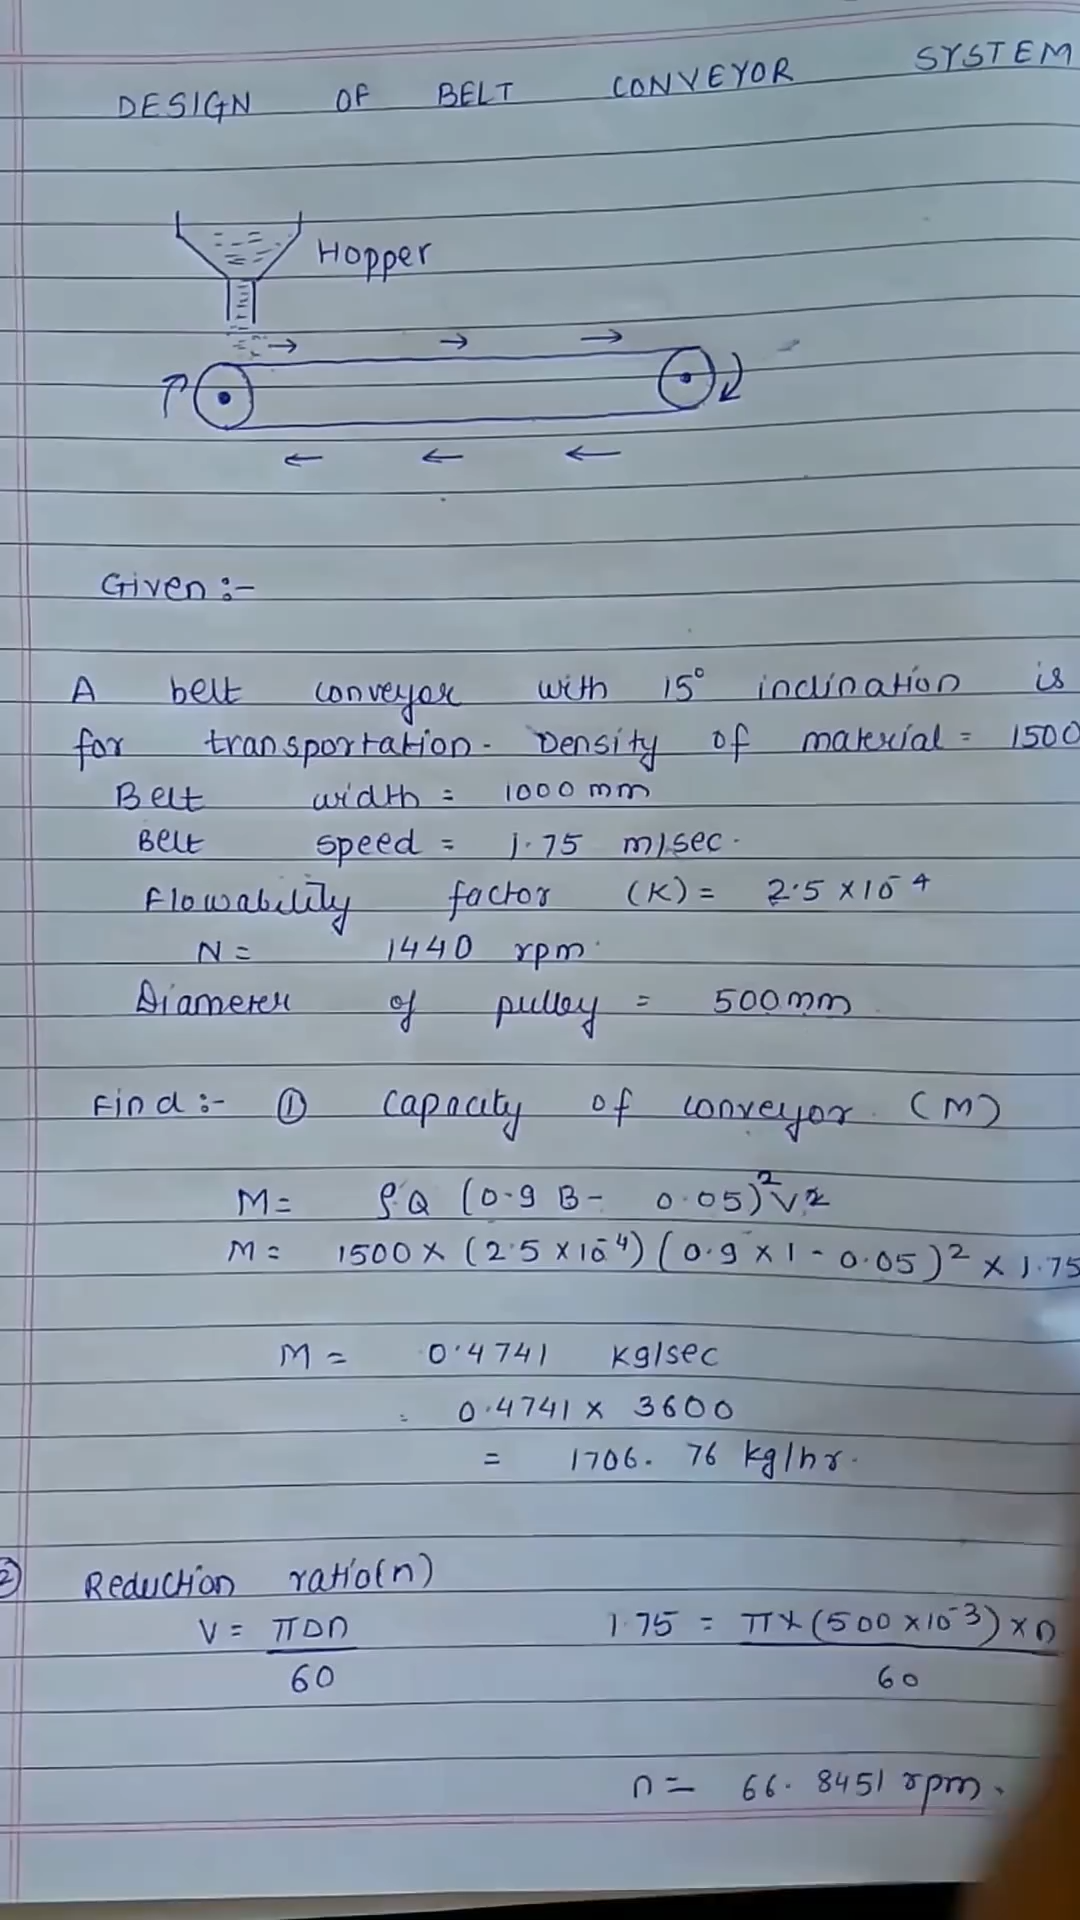 DESIGN OF BELT CONVEYOR SYSTEM
Hopper
Given :-
A belt conveyor with 15° inclination is
for transportation. Density of material = 1500
Belt width = 1000 mm
Belt speed = 1.75 m/sec.
Flowability factor (K) = 2.5 × 10⁻⁴
N = 1440 rpm.
Diameter of pulley = 500mm
Find :- ① Capacity of conveyor. (M)
M = ρQ (0.9 B - 0.05)² V
M = 1500 × (2.5 × 10⁻⁴) (0.9 × 1 - 0.05)² × 1.75
M = 0.4741 kg/sec
= 0.4741 × 3600
= 1706.76 kg/hr.
② Reduction ratio(n)
V = πDn / 60 1.75 = π × (500 × 10⁻³) × n / 60
n = 66.8451 rpm.